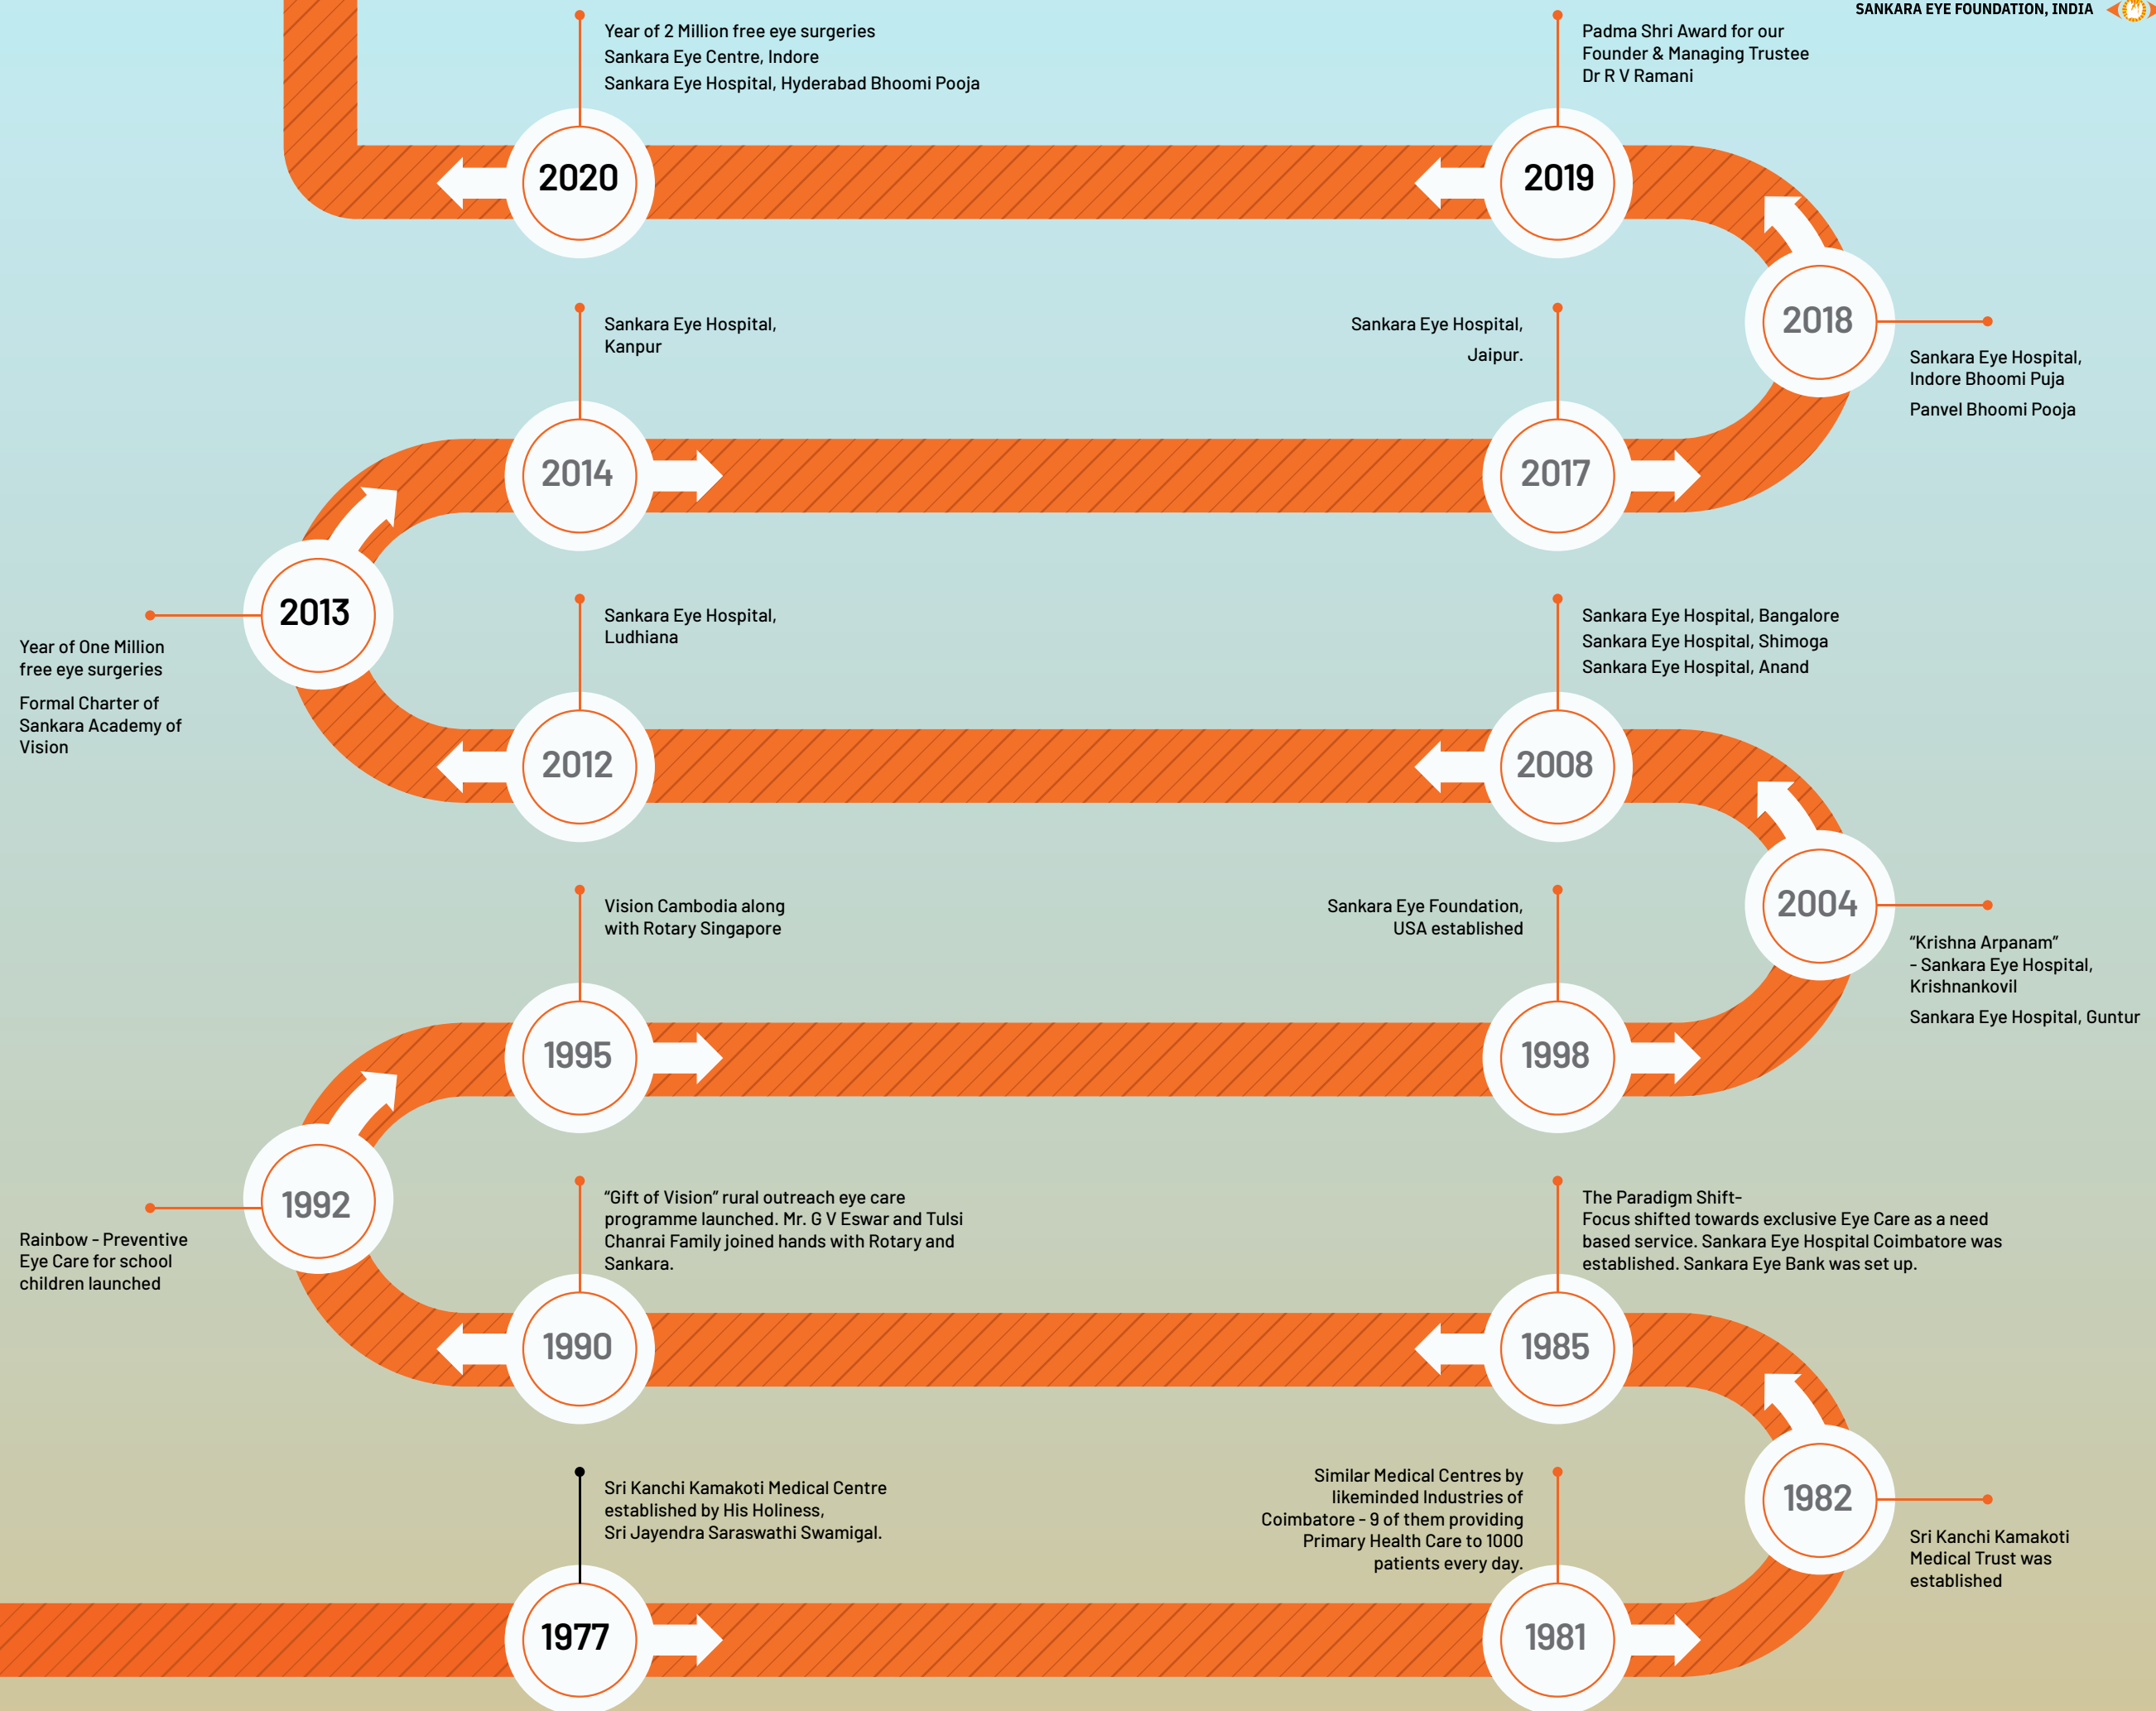 SANKARA EYE FOUNDATION, INDIA
Year of 2 Million free eye surgeries
Sankara Eye Centre, Indore
Sankara Eye Hospital, Hyderabad Bhoomi Pooja
2020
Padma Shri Award for our
Founder & Managing Trustee
Dr R V Ramani
2019
2018
Sankara Eye Hospital,
Indore Bhoomi Puja
Panvel Bhoomi Pooja
Sankara Eye Hospital,
Kanpur
2014
Sankara Eye Hospital,
Jaipur.
2017
2013
Year of One Million
free eye surgeries
Formal Charter of
Sankara Academy of
Vision
Sankara Eye Hospital,
Ludhiana
2012
Sankara Eye Hospital, Bangalore
Sankara Eye Hospital, Shimoga
Sankara Eye Hospital, Anand
2008
2004
“Krishna Arpanam”
- Sankara Eye Hospital,
Krishnankovil
Sankara Eye Hospital, Guntur
Vision Cambodia along
with Rotary Singapore
1995
Sankara Eye Foundation,
USA established
1998
1992
Rainbow - Preventive
Eye Care for school
children launched
“Gift of Vision” rural outreach eye care
programme launched. Mr. G V Eswar and Tulsi
Chanrai Family joined hands with Rotary and
Sankara.
1990
The Paradigm Shift-
Focus shifted towards exclusive Eye Care as a need
based service. Sankara Eye Hospital Coimbatore was
established. Sankara Eye Bank was set up.
1985
1982
Sri Kanchi Kamakoti
Medical Trust was
established
Sri Kanchi Kamakoti Medical Centre
established by His Holiness,
Sri Jayendra Saraswathi Swamigal.
1977
Similar Medical Centres by
likeminded Industries of
Coimbatore - 9 of them providing
Primary Health Care to 1000
patients every day.
1981